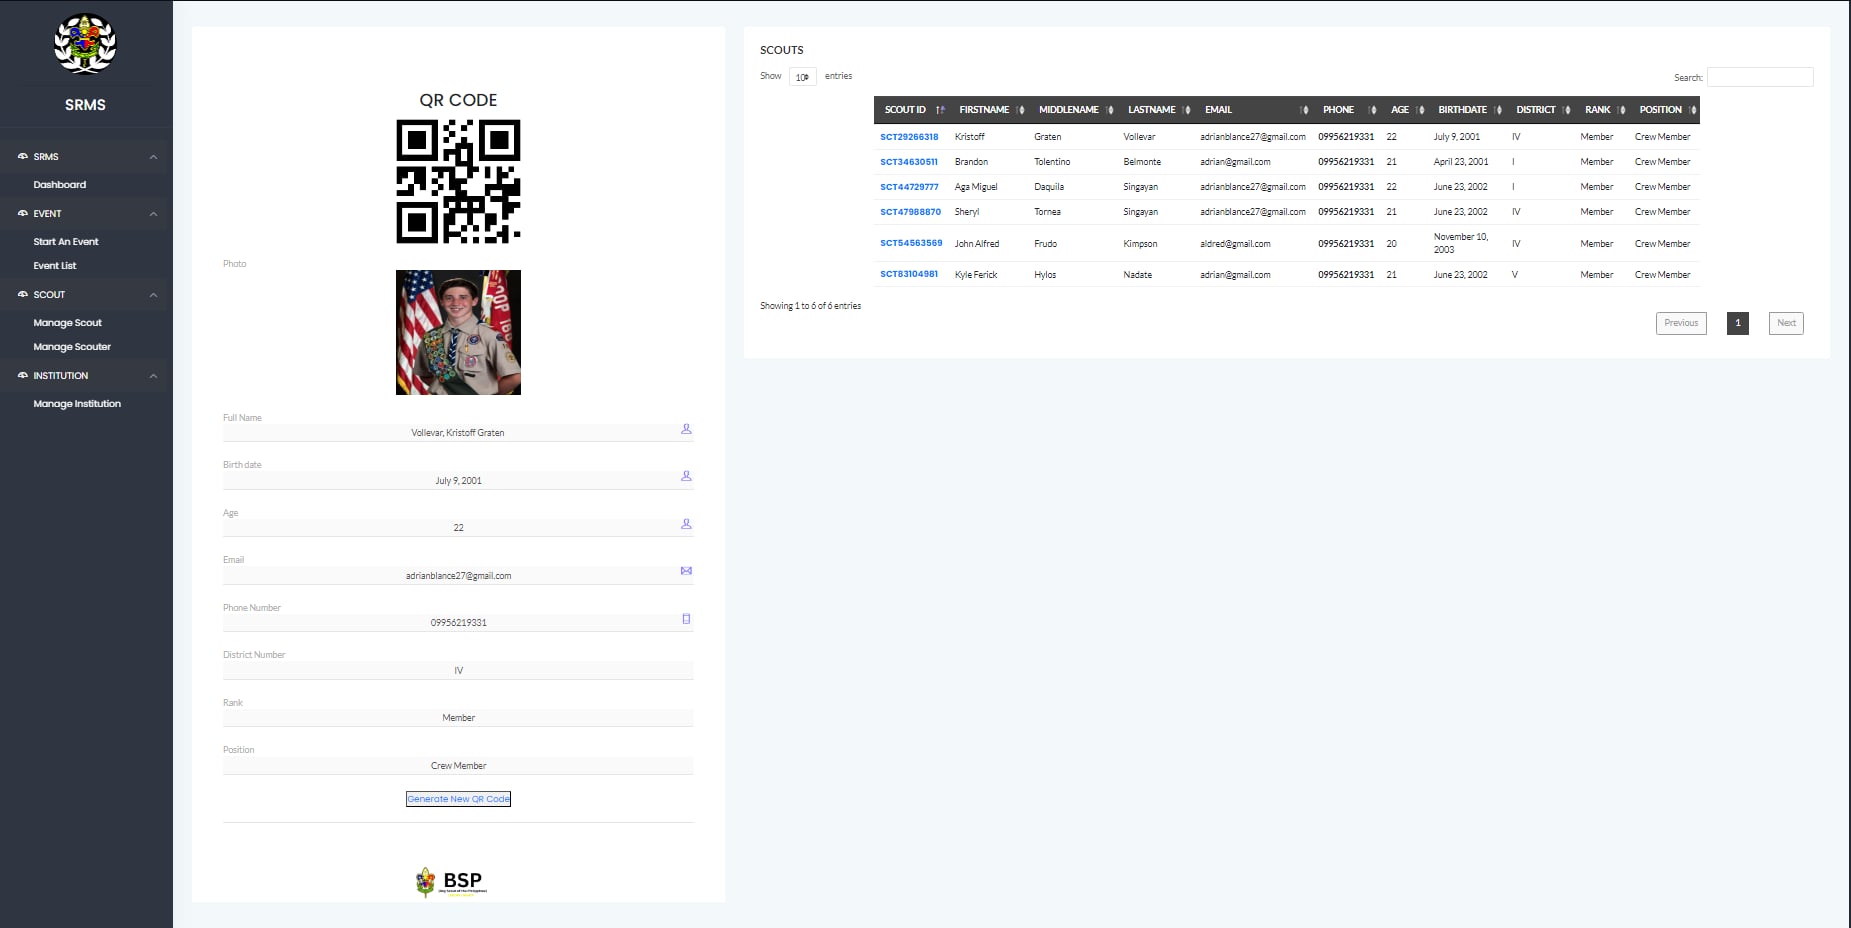 SRMS
SRMS
Dashboard
EVENT
Start An Event
Event List
SCOUT
Manage Scout
Manage Scouter
INSTITUTION
Manage Institution
QR CODE
Photo
Full Name
Vollevar, Kristoff Graten
Birth date
July 9, 2001
Age
22
Email
adrianblance27@gmail.com
Phone Number
09956219331
District Number
IV
Rank
Member
Position
Crew Member
Generate New QR Code
BSP
SCOUTS
Show 10 entries
Search:
SCOUT ID FIRSTNAME MIDDLENAME LASTNAME EMAIL PHONE AGE BIRTHDATE DISTRICT RANK POSITION
SCT29266318 Kristoff Graten Vollevar adrianblance27@gmail.com 09956219331 22 July 9, 2001 IV Member Crew Member
SCT34630511 Brandon Tolentino Belmonte adrian@gmail.com 09956219331 21 April 23, 2001 I Member Crew Member
SCT44729777 Aga Miguel Daquila Singayan adrianblance27@gmail.com 09956219331 22 June 23, 2002 I Member Crew Member
SCT47988870 Sheryl Tornea Singayan adrianblance27@gmail.com 09956219331 21 June 23, 2002 IV Member Crew Member
SCT54563569 John Alfred Frudo Kimpson aldred@gmail.com 09956219331 20 November 10, 2003 IV Member Crew Member
SCT83104981 Kyle Ferick Hylos Nadate adrian@gmail.com 09956219331 21 June 23, 2002 V Member Crew Member
Showing 1 to 6 of 6 entries
Previous 1 Next